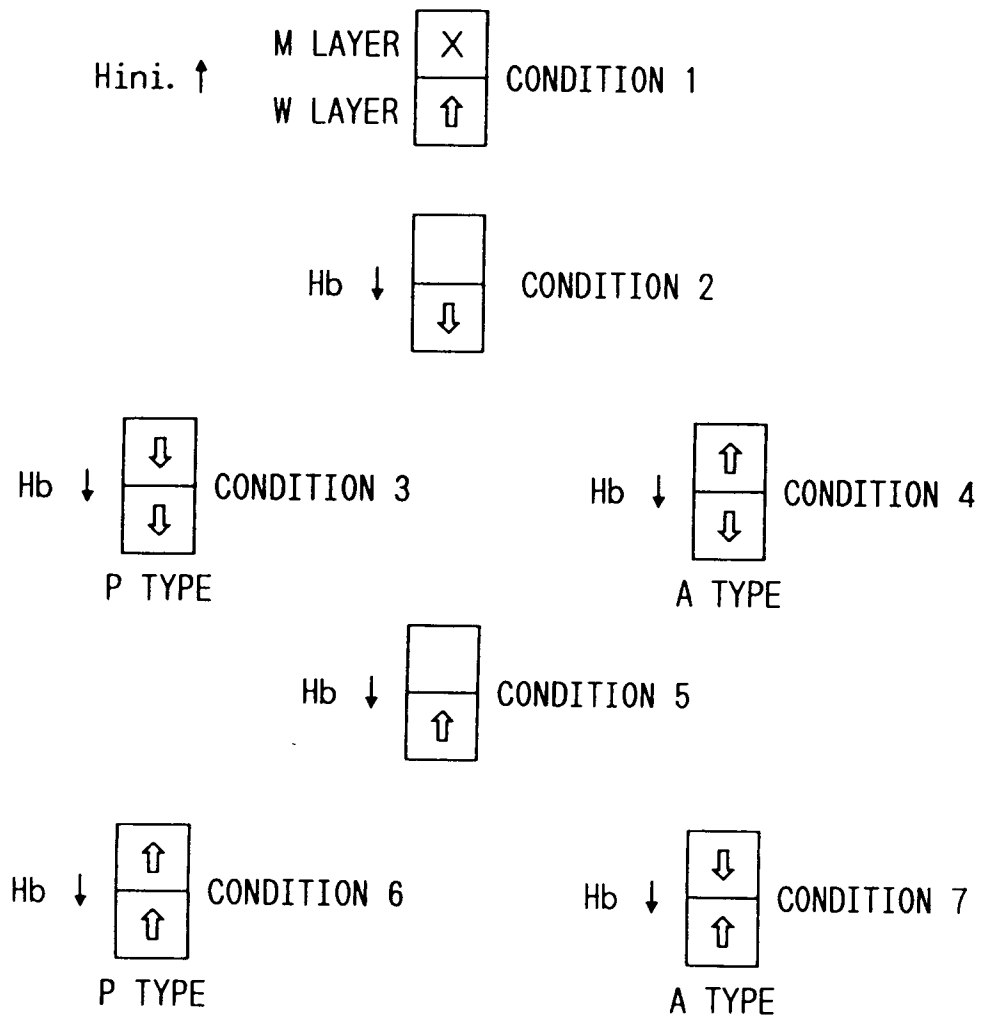 M LAYER X
Hini. ↑ CONDITION 1
W LAYER ⇧
Hb ↓ CONDITION 2
⇩
⇩ ⇧
Hb ↓ CONDITION 3 Hb ↓ CONDITION 4
⇩ ⇩
P TYPE A TYPE
Hb ↓ CONDITION 5
⇧
⇧ ⇩
Hb ↓ CONDITION 6 Hb ↓ CONDITION 7
⇧ ⇧
P TYPE A TYPE